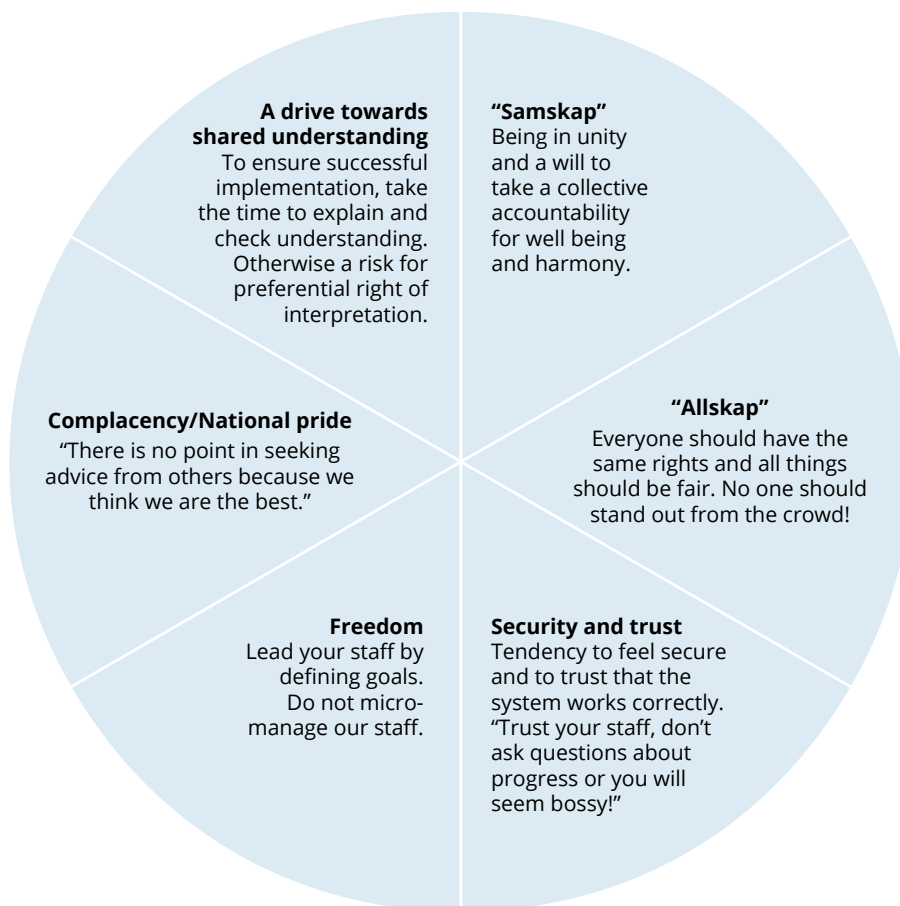 A drive towards
shared understanding
To ensure successful
implementation, take
the time to explain and
check understanding.
Otherwise a risk for
preferential right of
interpretation.
“Samskap”
Being in unity
and a will to
take a collective
accountability
for well being
and harmony.
Complacency/National pride
“There is no point in seeking
advice from others because we
think we are the best.”
“Allskap”
Everyone should have the
same rights and all things
should be fair. No one should
stand out from the crowd!
Freedom
Lead your staff by
defining goals.
Do not micro-
manage our staff.
Security and trust
Tendency to feel secure
and to trust that the
system works correctly.
“Trust your staff, don’t
ask questions about
progress or you will
seem bossy!”